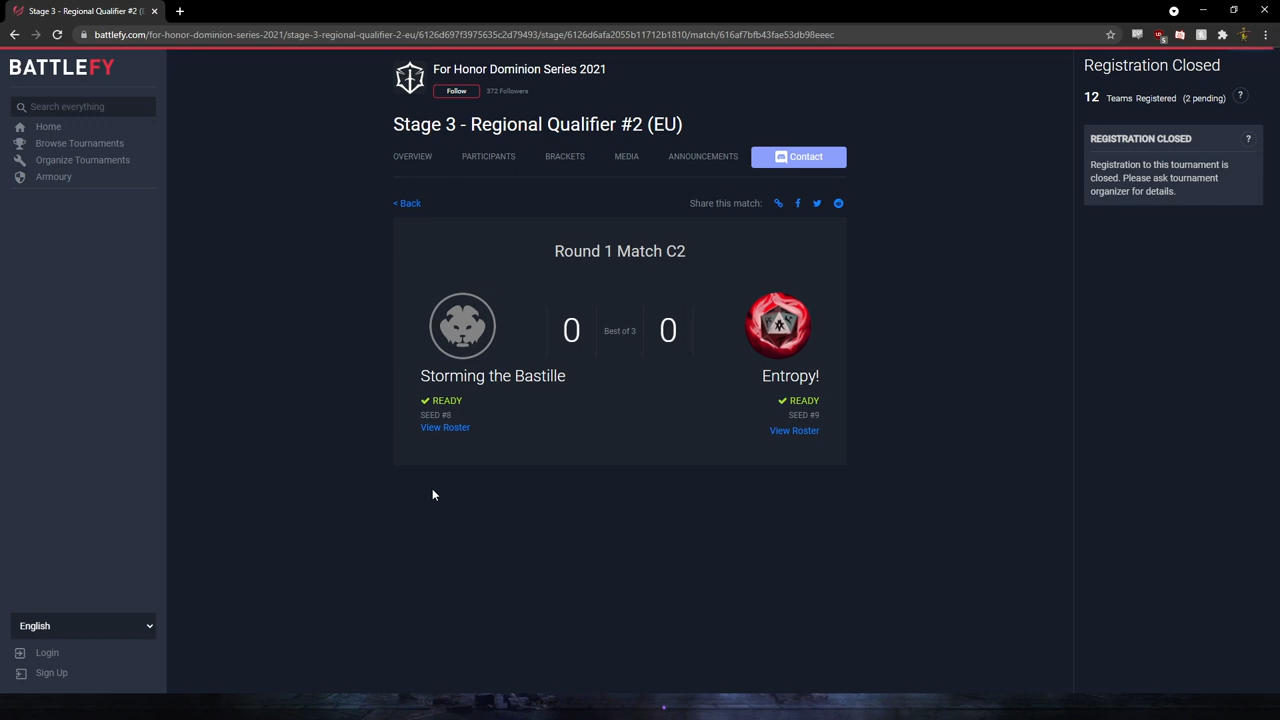 Stage 3 - Regional Qualifier #2 (E
battlefy.com/for-honor-dominion-series-2021/stage-3-regional-qualifier-2-eu/6126d697f3975635c2d79493/stage/6126d6afa2055b11712b1810/match/616af7bfb43fae53db98eeec
BATTLEFY
Search everything
Home
Browse Tournaments
Organize Tournaments
Armoury
English
Login
Sign Up
For Honor Dominion Series 2021
Follow
372 Followers
Stage 3 - Regional Qualifier #2 (EU)
OVERVIEW
PARTICIPANTS
BRACKETS
MEDIA
ANNOUNCEMENTS
Contact
< Back
Share this match:
Round 1 Match C2
0
Best of 3
0
Storming the Bastille
READY
SEED #8
View Roster
Entropy!
READY
SEED #9
View Roster
Registration Closed
12 Teams Registered (2 pending) ?
REGISTRATION CLOSED ?
Registration to this tournament is
closed. Please ask tournament
organizer for details.